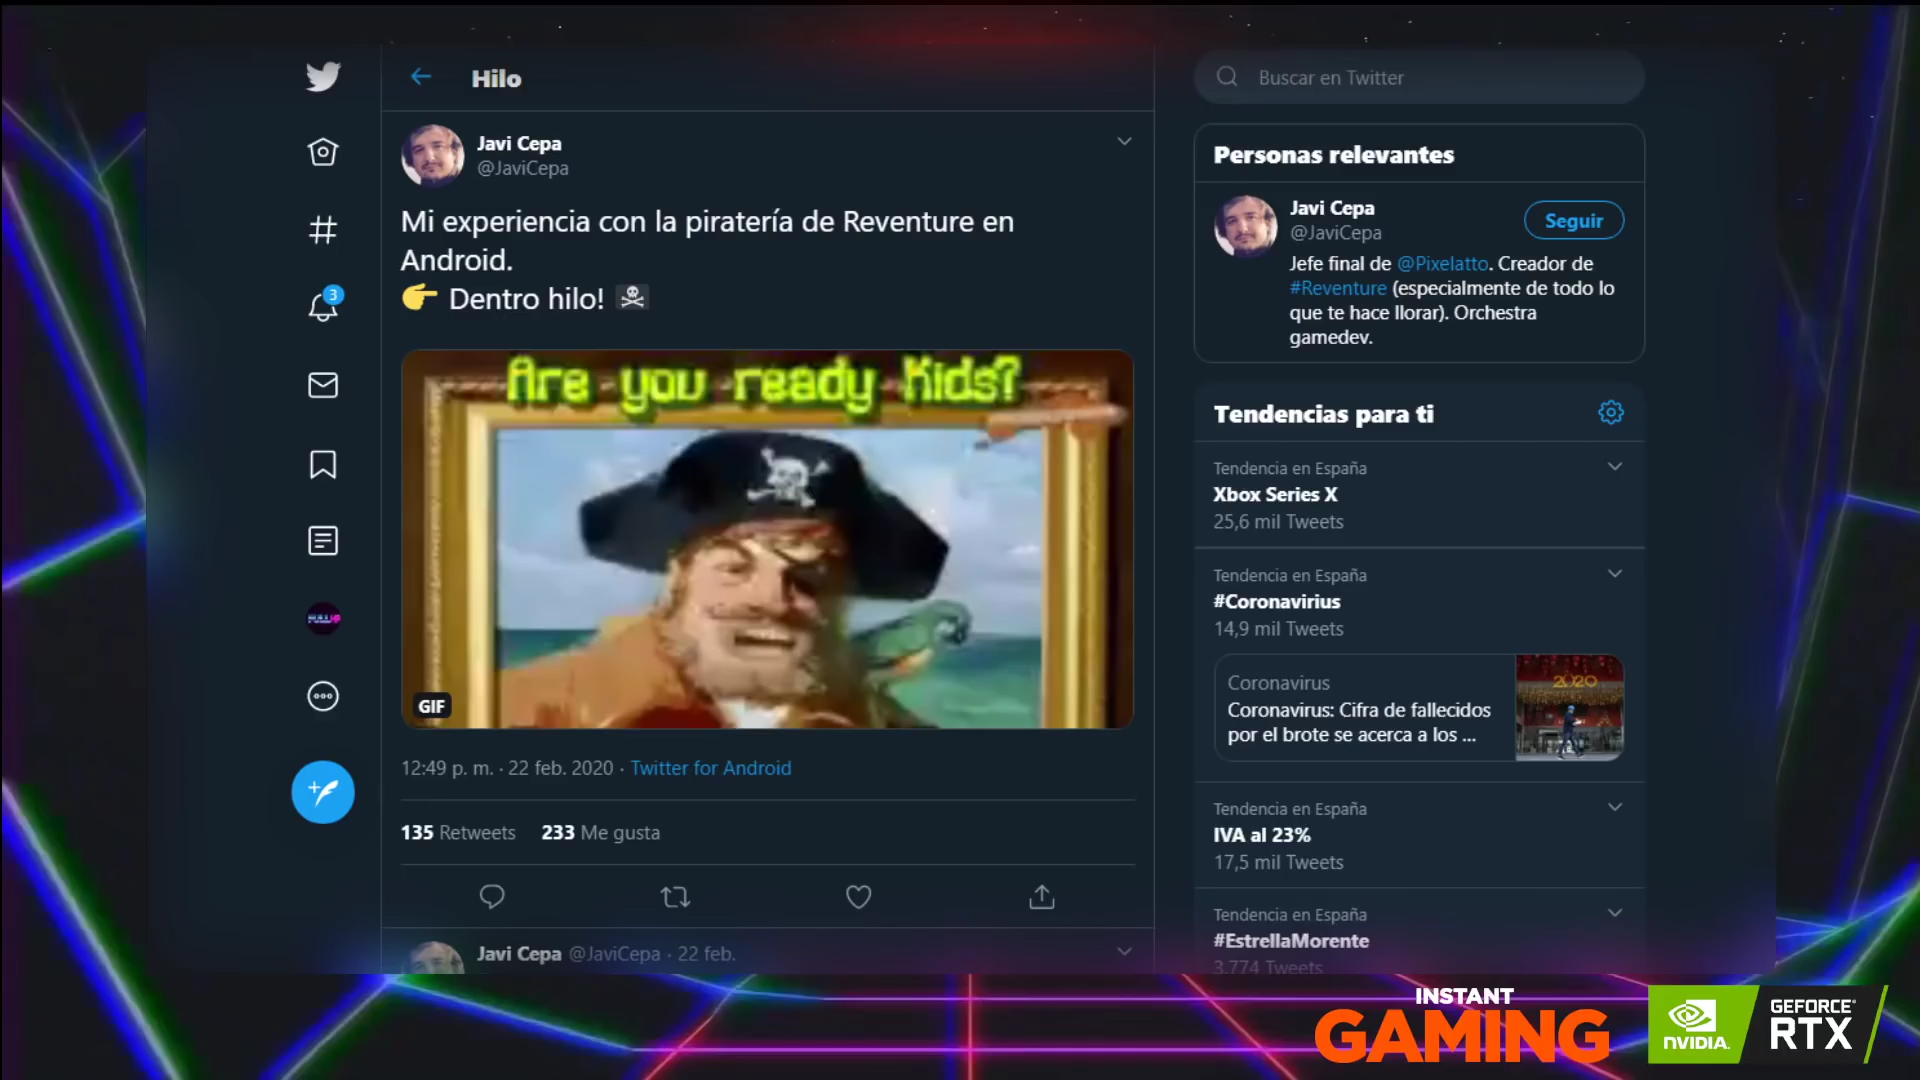 Hilo
Javi Cepa
@JaviCepa
Mi experiencia con la piratería de Reventure en
Android.
👉 Dentro hilo! ☠
Are you ready Kids?
GIF
12:49 p. m. · 22 feb. 2020 · Twitter for Android
135 Retweets 233 Me gusta
Javi Cepa @JaviCepa · 22 feb.
3
Buscar en Twitter
Personas relevantes
Javi Cepa
@JaviCepa
Seguir
Jefe final de @Pixelatto. Creador de
#Reventure (especialmente de todo lo
que te hace llorar). Orchestra
gamedev.
Tendencias para ti
Tendencia en España
Xbox Series X
25,6 mil Tweets
Tendencia en España
#Coronavirius
14,9 mil Tweets
Coronavirus
Coronavirus: Cifra de fallecidos
por el brote se acerca a los ...
2020
Tendencia en España
IVA al 23%
17,5 mil Tweets
Tendencia en España
#EstrellaMorente
3.774 Tweets
INSTANT
GAMING
NVIDIA.
GEFORCE
RTX